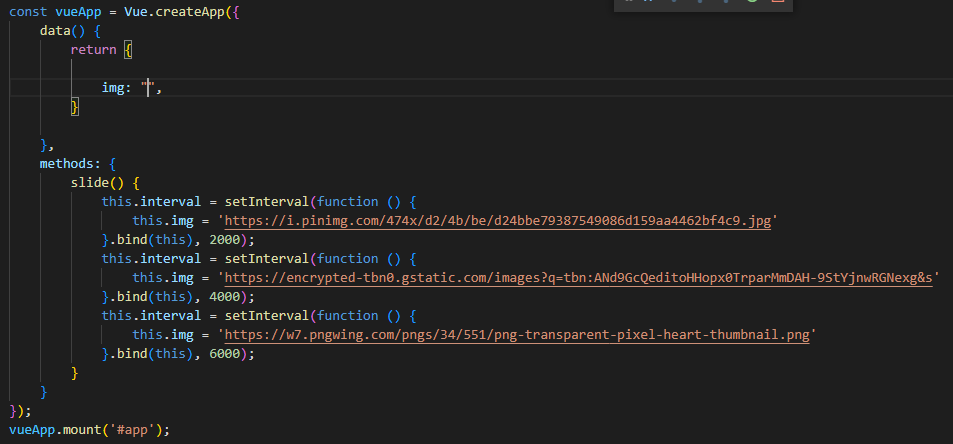 const vueApp = Vue.createApp({
    data() {
        return {
            img: "",
        }
    },
    methods: {
        slide() {
            this.interval = setInterval(function () {
                this.img = 'https://i.pinimg.com/474x/d2/4b/be/d24bbe79387549086d159aa4462bf4c9.jpg'
            }.bind(this), 2000);
            this.interval = setInterval(function () {
                this.img = 'https://encrypted-tbn0.gstatic.com/images?q=tbn:ANd9GcQeditoHHopx0TrparMmDAH-9StYjnwRGNexg&s'
            }.bind(this), 4000);
            this.interval = setInterval(function () {
                this.img = 'https://w7.pngwing.com/pngs/34/551/png-transparent-pixel-heart-thumbnail.png'
            }.bind(this), 6000);
        }
    }
});
vueApp.mount('#app');